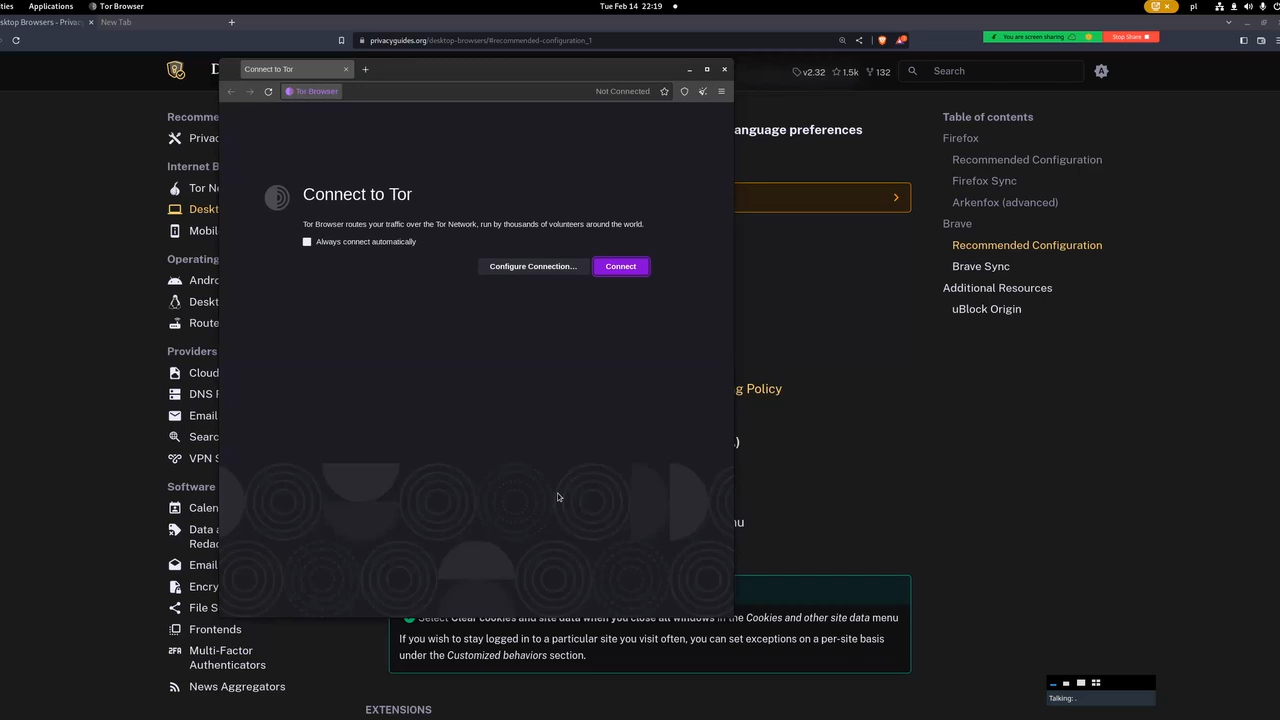 ties Applications Tor Browser Tue Feb 14 22:19 pl
sktop Browsers - Privac × New Tab +
privacyguides.org/desktop-browsers/#recommended-configuration_1 You are screen sharing Stop Share
Connect to Tor × + v2.32 1.5k 132 Search
Tor Browser Not Connected
Recomme
Privac
Internet B
Tor Ne
Deskt
Mobil
Operating
Andro
Deskt
Route
Providers
Cloud
DNS P
Email
Searc
VPN S
Software
Calen
Data a
Redac
Email
Encry
File S
Frontends
Multi-Factor
Authenticators
News Aggregators
Connect to Tor
Tor Browser routes your traffic over the Tor Network, run by thousands of volunteers around the world.
Always connect automatically
Configure Connection... Connect
anguage preferences
g Policy
)
nu
Select Clear cookies and site data when you close all windows in the Cookies and other site data menu
If you wish to stay logged in to a particular site you visit often, you can set exceptions on a per-site basis
under the Customized behaviors section.
EXTENSIONS
Table of contents
Firefox
Recommended Configuration
Firefox Sync
Arkenfox (advanced)
Brave
Recommended Configuration
Brave Sync
Additional Resources
uBlock Origin
Talking: .